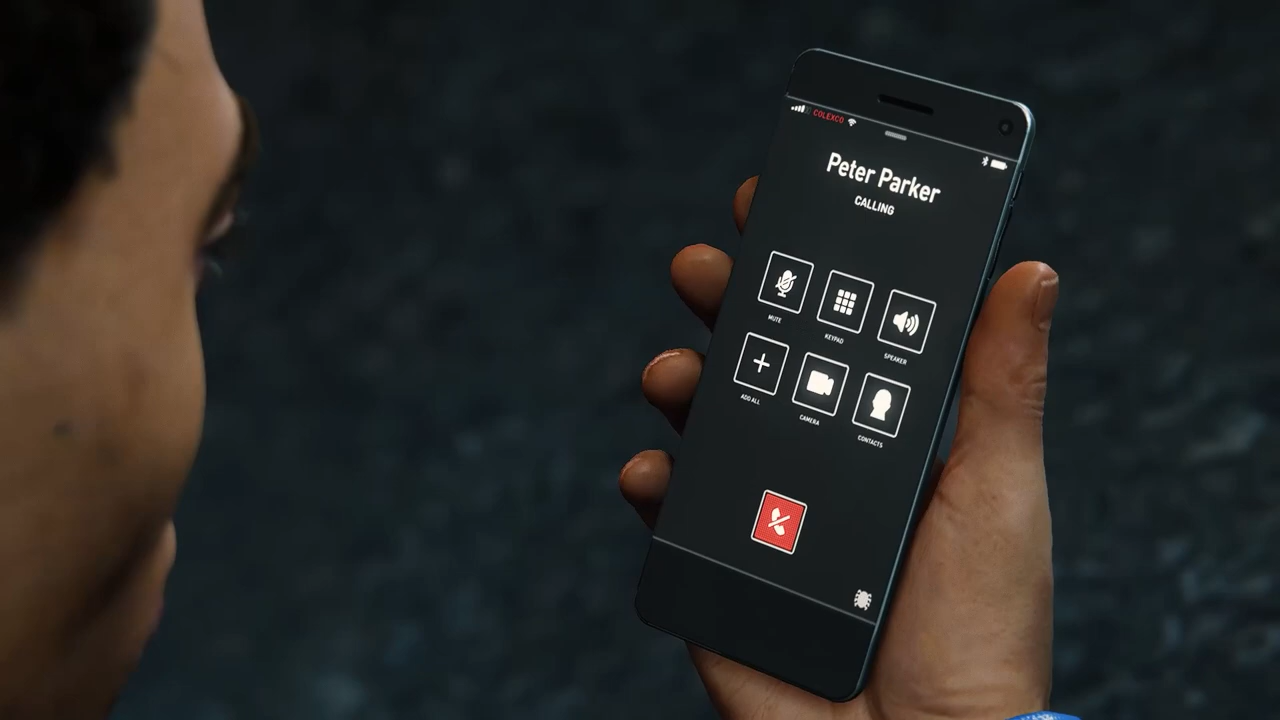 COLEXCO
Peter Parker
CALLING
MUTE
KEYPAD
SPEAKER
ADD ALL
CAMERA
CONTACTS